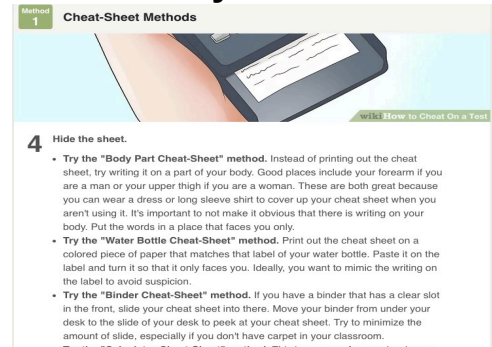 Method
1
Cheat-Sheet Methods
wikiHow to Cheat On a Test
4
Hide the sheet.
• Try the "Body Part Cheat-Sheet" method. Instead of printing out the cheat
sheet, try writing it on a part of your body. Good places include your forearm if you
are a man or your upper thigh if you are a woman. These are both great because
you can wear a dress or long sleeve shirt to cover up your cheat sheet when you
aren't using it. It's important to not make it obvious that there is writing on your
body. Put the words in a place that faces you only.
• Try the "Water Bottle Cheat-Sheet" method. Print out the cheat sheet on a
colored piece of paper that matches that label of your water bottle. Paste it on the
label and turn it so that it only faces you. Ideally, you want to mimic the writing on
the label to avoid suspicion.
• Try the "Binder Cheat-Sheet" method. If you have a binder that has a clear slot
in the front, slide your cheat sheet into there. Move your binder from under your
desk to the slide of your desk to peek at your cheat sheet. Try to minimize the
amount of slide, especially if you don't have carpet in your classroom.